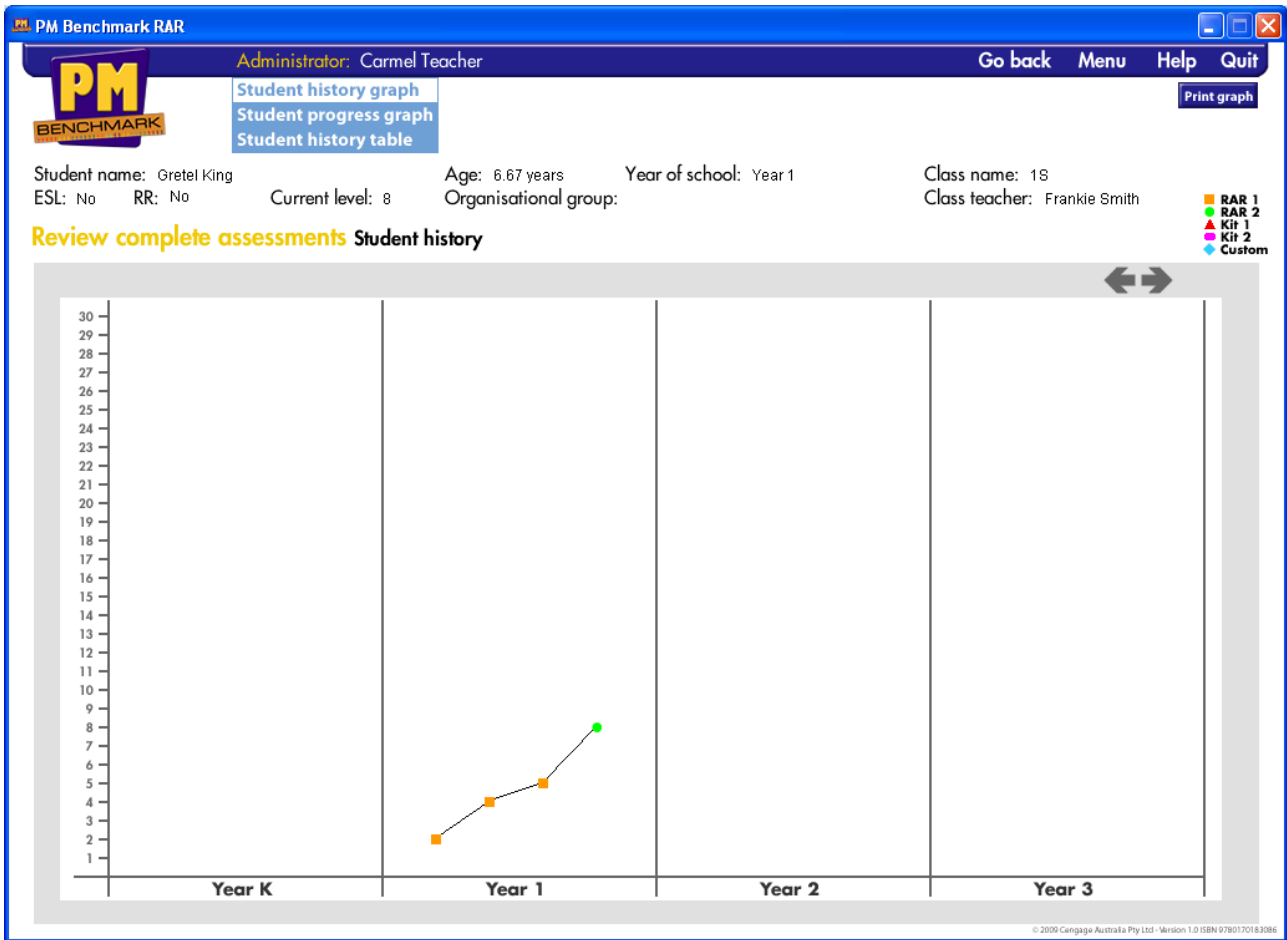 PM Benchmark RAR
Administrator: Carmel Teacher
Go back Menu Help Quit
PM
BENCHMARK
Student history graph
Student progress graph
Student history table
Print graph
Student name: Gretel King Age: 6.67 years Year of school: Year 1 Class name: 1S
ESL: No RR: No Current level: 8 Organisational group: Class teacher: Frankie Smith
RAR 1
RAR 2
Kit 1
Kit 2
Custom
Review complete assessments Student history
30
29
28
27
26
25
24
23
22
21
20
19
18
17
16
15
14
13
12
11
10
9
8
7
6
5
4
3
2
1
Year K Year 1 Year 2 Year 3
© 2009 Cengage Australia Pty Ltd - Version 1.0 ISBN 9780170183086